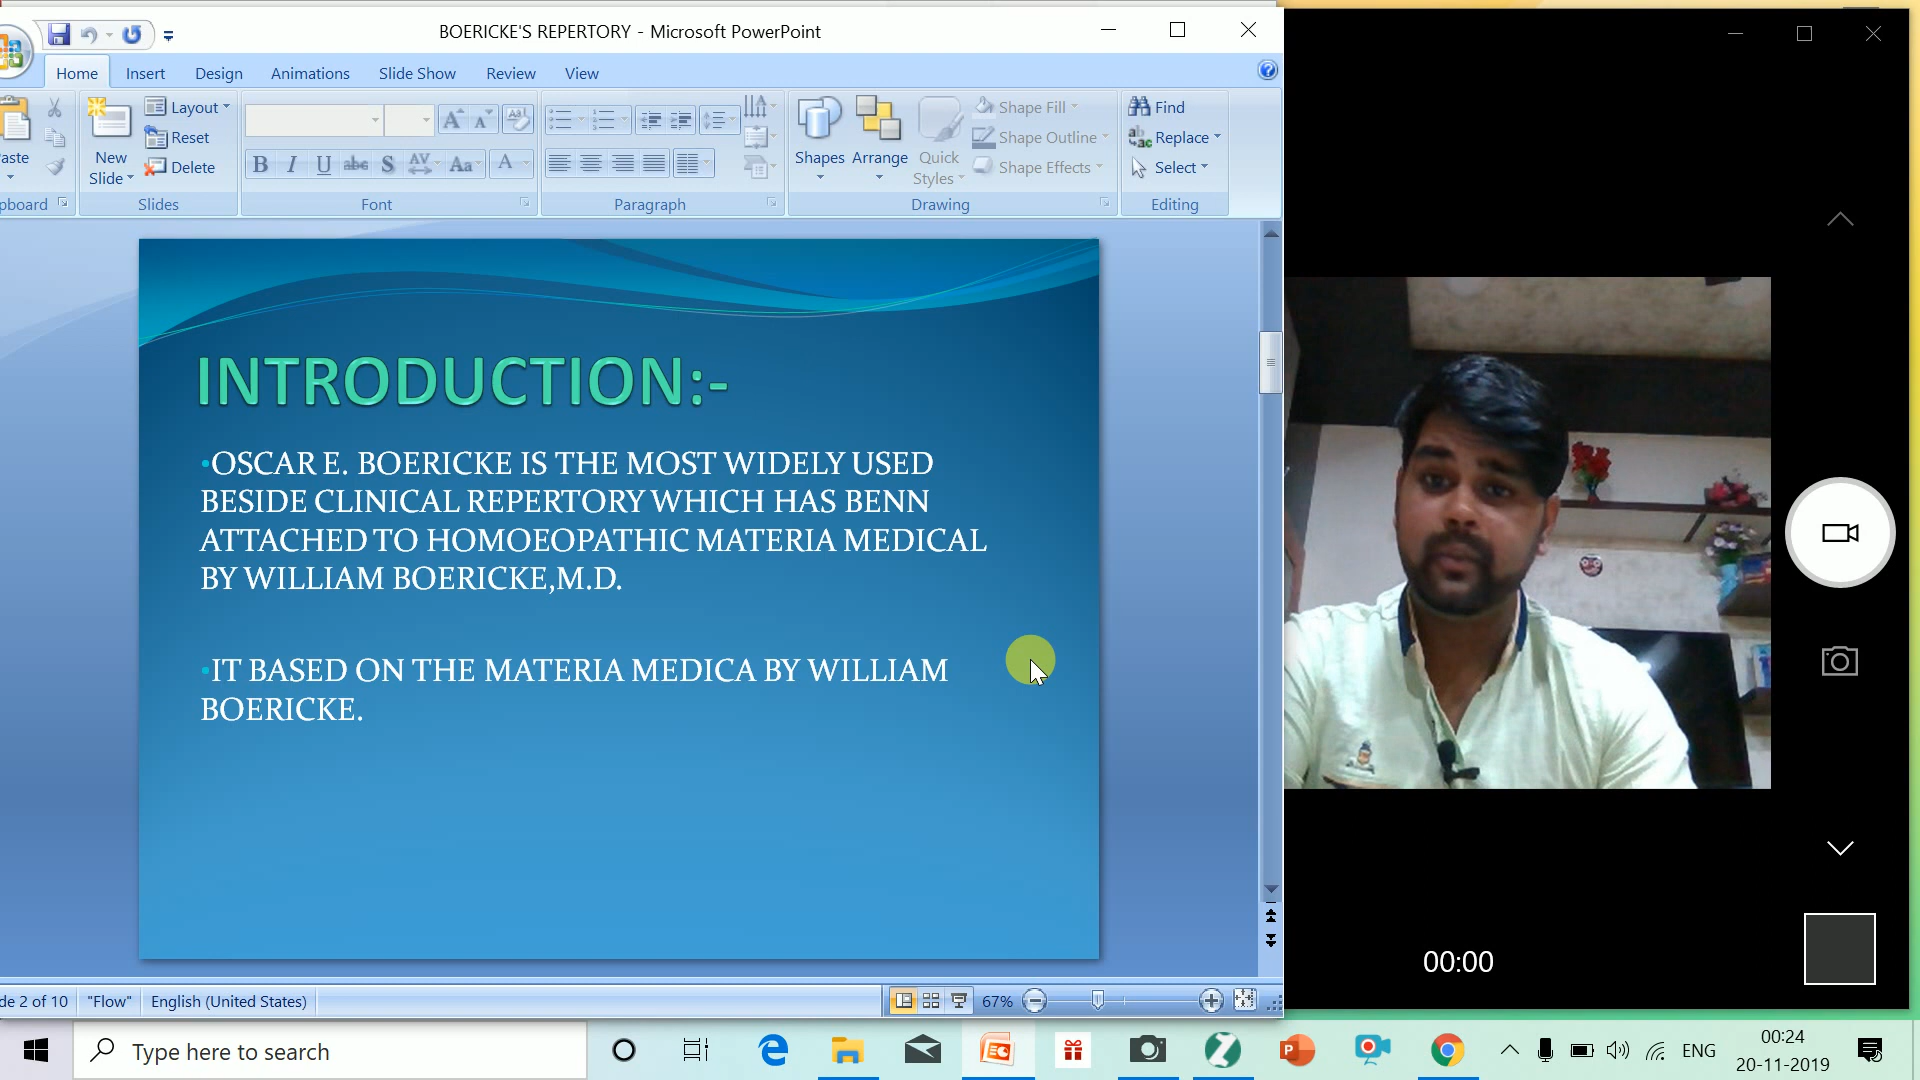 BOERICKE'S REPERTORY - Microsoft PowerPoint
Home Insert Design Animations Slide Show Review View
aste
New Slide
Layout
Reset
Delete
Shapes
Arrange
Quick Styles
Shape Fill
Shape Outline
Shape Effects
Find
Replace
Select
pboard Slides Font Paragraph Drawing Editing
INTRODUCTION:-
•OSCAR E. BOERICKE IS THE MOST WIDELY USED
BESIDE CLINICAL REPERTORY WHICH HAS BENN
ATTACHED TO HOMOEOPATHIC MATERIA MEDICAL
BY WILLIAM BOERICKE,M.D.
•IT BASED ON THE MATERIA MEDICA BY WILLIAM
BOERICKE.
00:00
de 2 of 10 "Flow" English (United States) 67%
Type here to search
ENG
00:24
20-11-2019